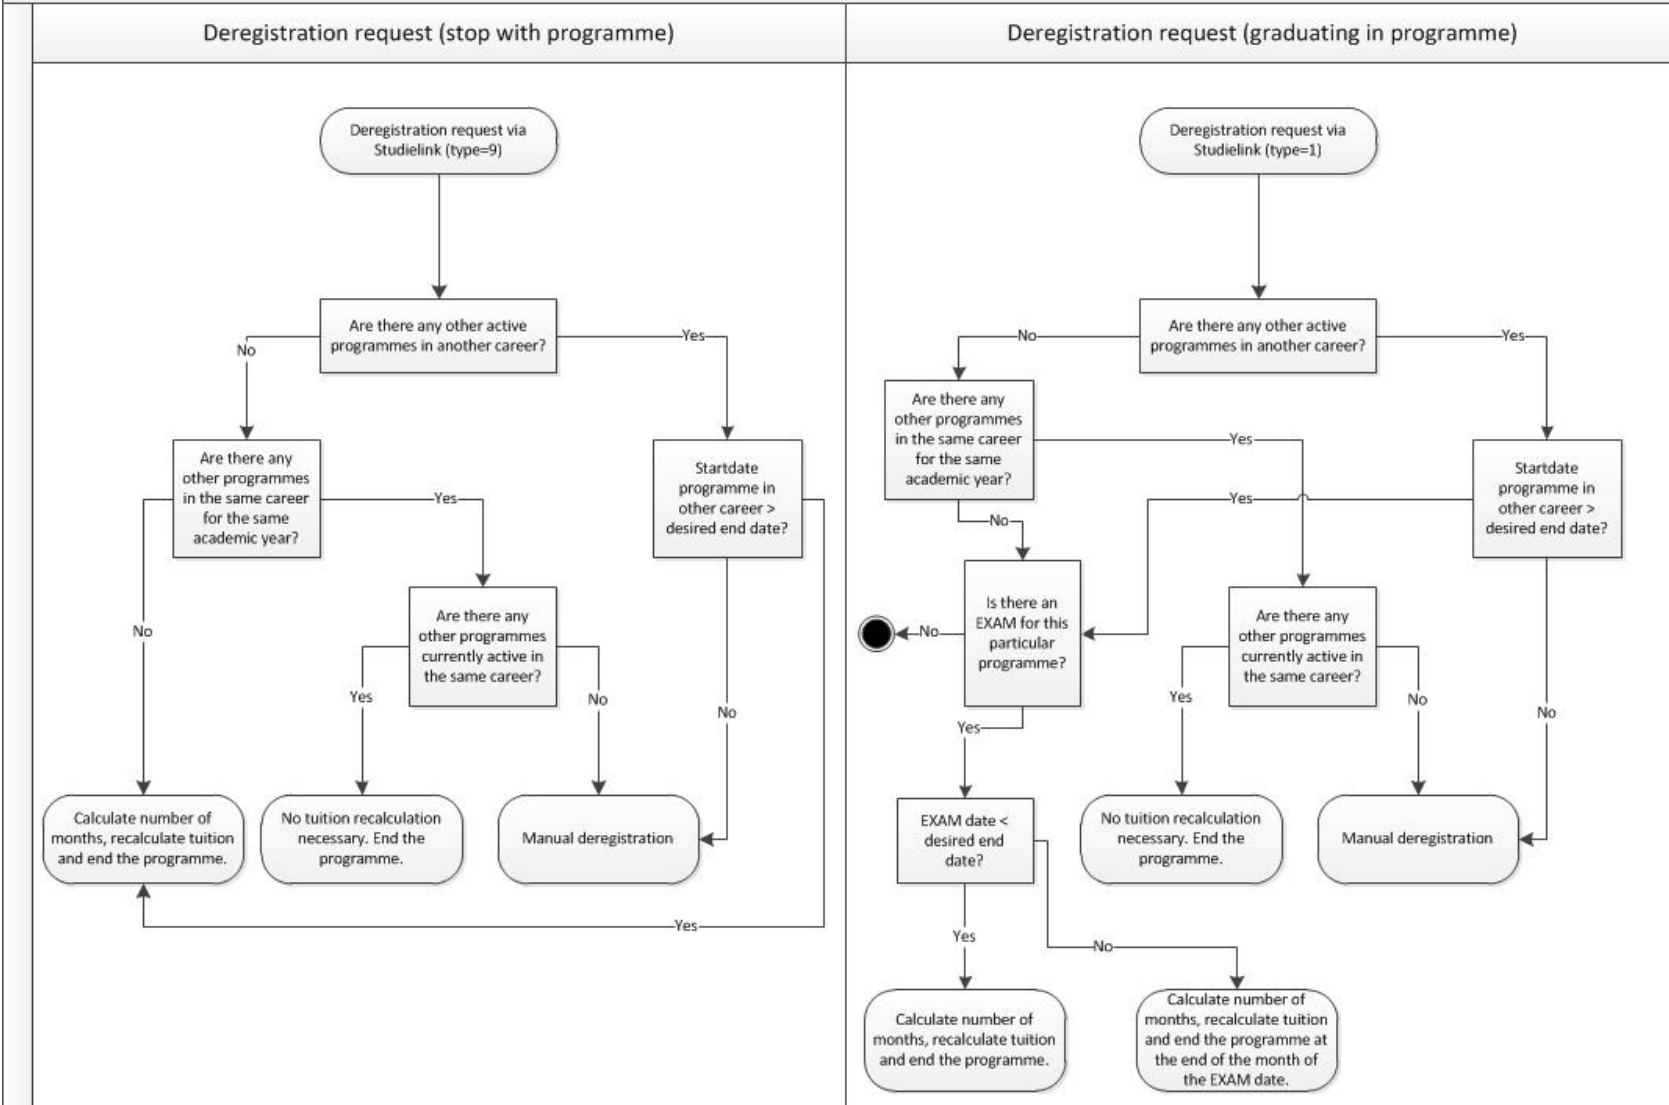 Deregistration request (stop with programme)
Deregistration request via
Studielink (type=9)
Are there any other active
programmes in another career?
No
Yes
Are there any
other programmes
in the same career
for the same
academic year?
Startdate
programme in
other career >
desired end date?
Yes
No
Are there any
other programmes
currently active in
the same career?
Yes
No
No
Calculate number of
months, recalculate tuition
and end the programme.
No tuition recalculation
necessary. End the
programme.
Manual deregistration
Yes
Deregistration request (graduating in programme)
Deregistration request via
Studielink (type=1)
Are there any other active
programmes in another career?
No
Yes
Are there any
other programmes
in the same career
for the same
academic year?
Yes
Startdate
programme in
other career >
desired end date?
Yes
No
Is there an
EXAM for this
particular
programme?
No
Are there any
other programmes
currently active in
the same career?
Yes
No
No
Yes
EXAM date <
desired end
date?
No tuition recalculation
necessary. End the
programme.
Manual deregistration
Yes
No
Calculate number of
months, recalculate tuition
and end the programme.
Calculate number of
months, recalculate tuition
and end the programme at
the end of the month of
the EXAM date.